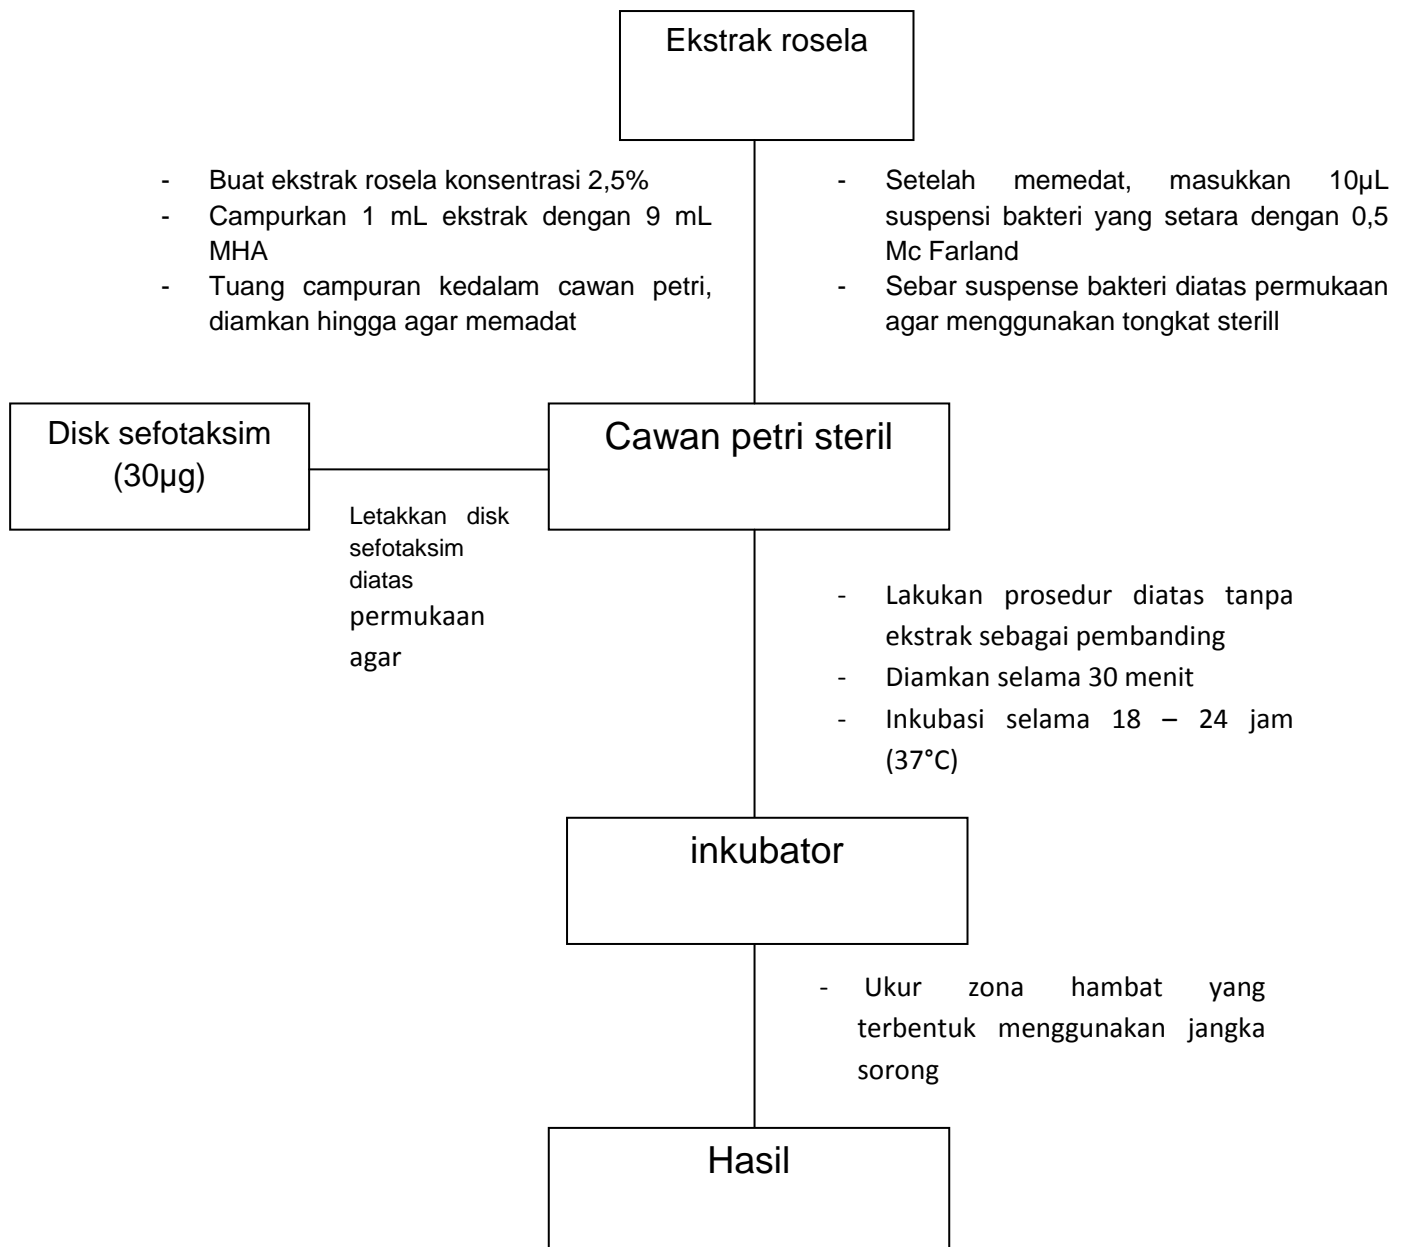 Ekstrak rosela
- Buat ekstrak rosela konsentrasi 2,5%
- Campurkan 1 mL ekstrak dengan 9 mL
MHA
- Tuang campuran kedalam cawan petri,
diamkan hingga agar memadat
- Setelah memedat, masukkan 10µL
suspensi bakteri yang setara dengan 0,5
Mc Farland
- Sebar suspense bakteri diatas permukaan
agar menggunakan tongkat sterill
Disk sefotaksim
(30µg)
Cawan petri steril
Letakkan disk
sefotaksim
diatas
permukaan
agar
- Lakukan prosedur diatas tanpa
ekstrak sebagai pembanding
- Diamkan selama 30 menit
- Inkubasi selama 18 – 24 jam
(37°C)
inkubator
- Ukur zona hambat yang
terbentuk menggunakan jangka
sorong
Hasil